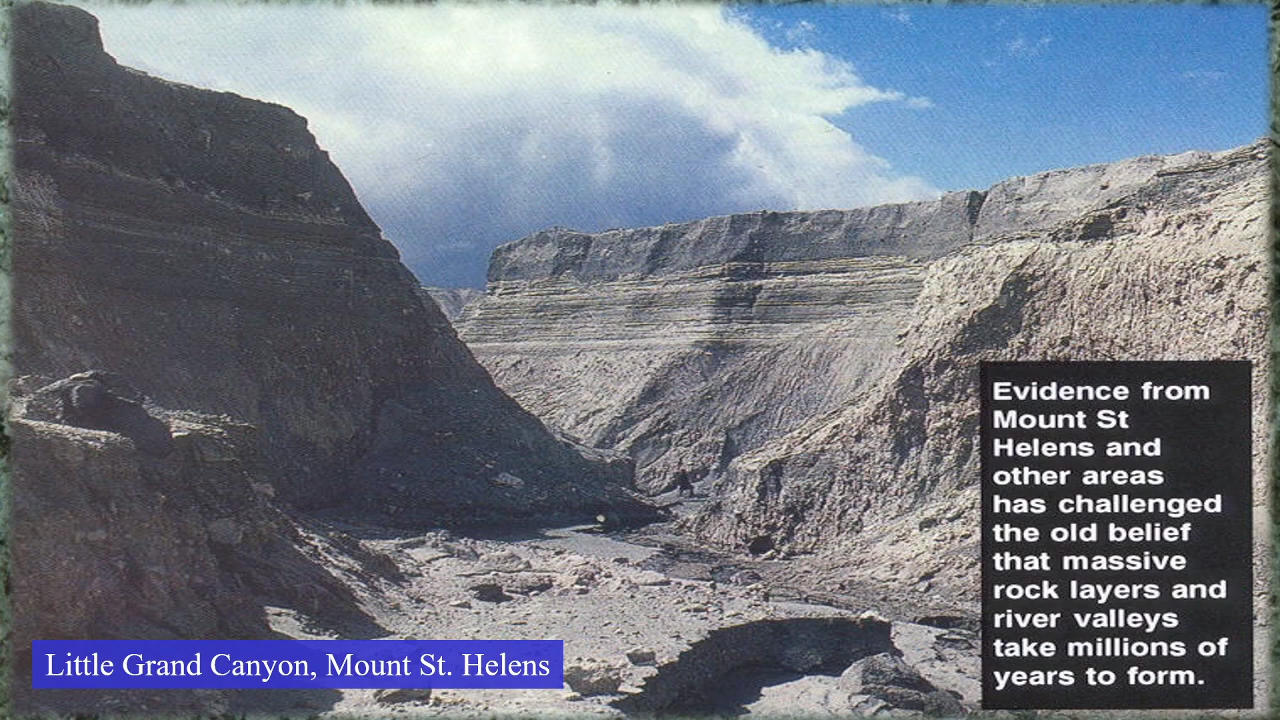 Evidence from
Mount St
Helens and
other areas
has challenged
the old belief
that massive
rock layers and
river valleys
take millions of
years to form.
Little Grand Canyon, Mount St. Helens